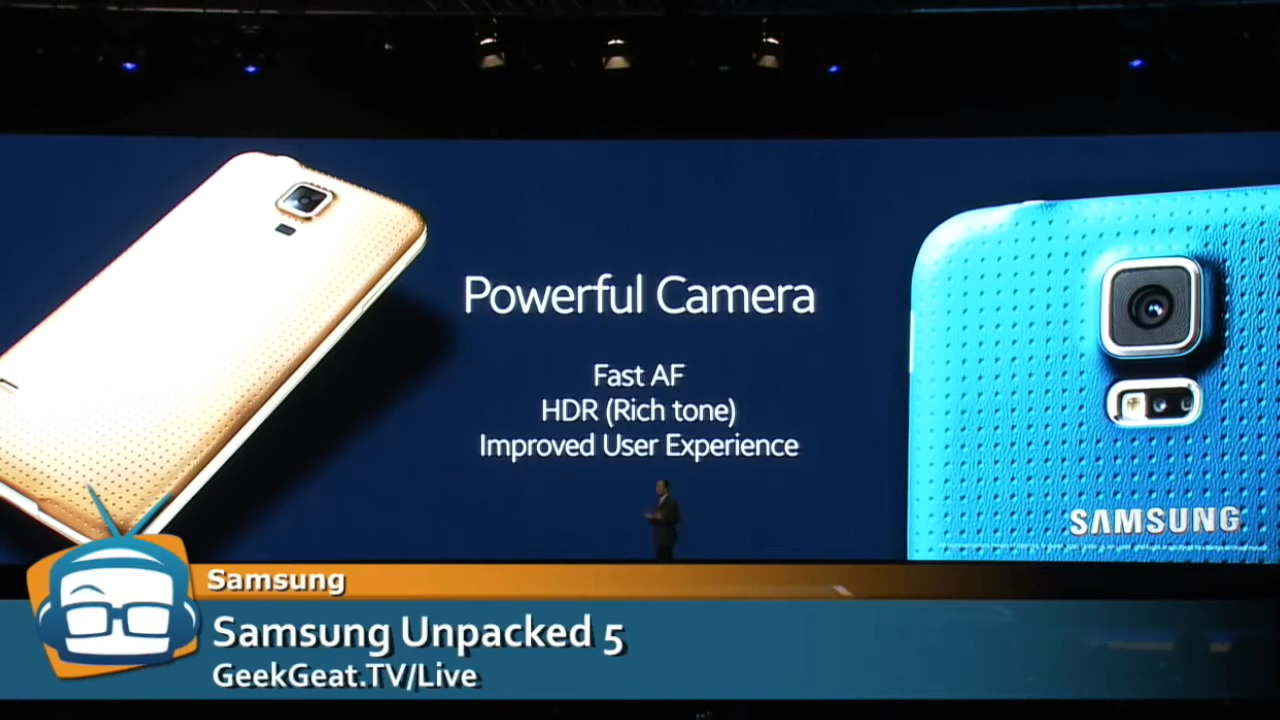 Powerful Camera
Fast AF
HDR (Rich tone)
Improved User Experience
SAMSUNG
Samsung
Samsung Unpacked 5
GeekGeat.TV/Live